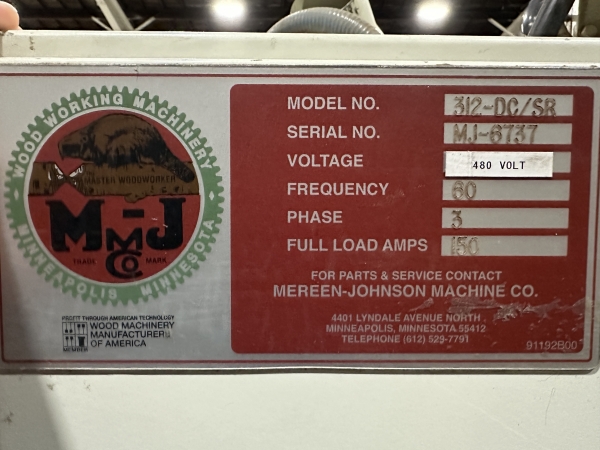 WOOD WORKING MACHINERY
MASTER WOODWORKER
M-J
M
CO
TRADE MARK
MINNEAPOLIS MINNESOTA
PROFIT THROUGH AMERICAN TECHNOLOGY
WOOD MACHINERY
MANUFACTURERS
OF AMERICA
MEMBER
MODEL NO. 312-DC/SR
SERIAL NO. MJ-6737
VOLTAGE 480 VOLT
FREQUENCY 60
PHASE 3
FULL LOAD AMPS 150
FOR PARTS & SERVICE CONTACT
MEREEN-JOHNSON MACHINE CO.
4401 LYNDALE AVENUE NORTH
MINNEAPOLIS, MINNESOTA 55412
TELEPHONE (612) 529-7791
91192B00